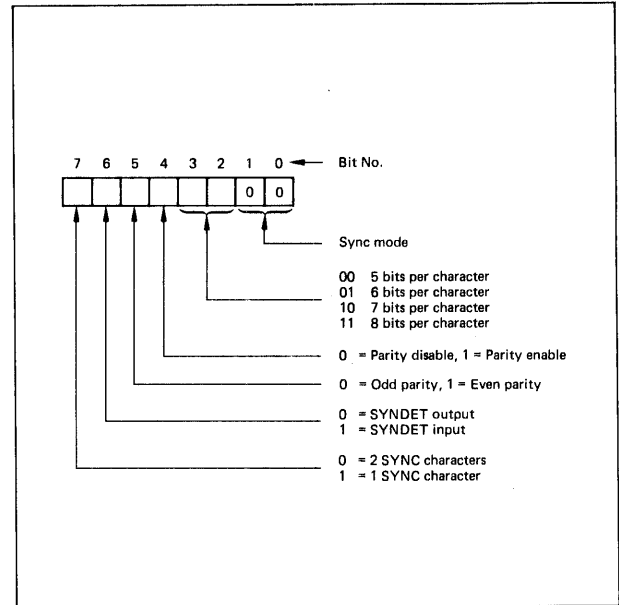 7 6 5 4 3 2 1 0 Bit No.
0 0
Sync mode
00 5 bits per character
01 6 bits per character
10 7 bits per character
11 8 bits per character
0 = Parity disable, 1 = Parity enable
0 = Odd parity, 1 = Even parity
0 = SYNDET output
1 = SYNDET input
0 = 2 SYNC characters
1 = 1 SYNC character